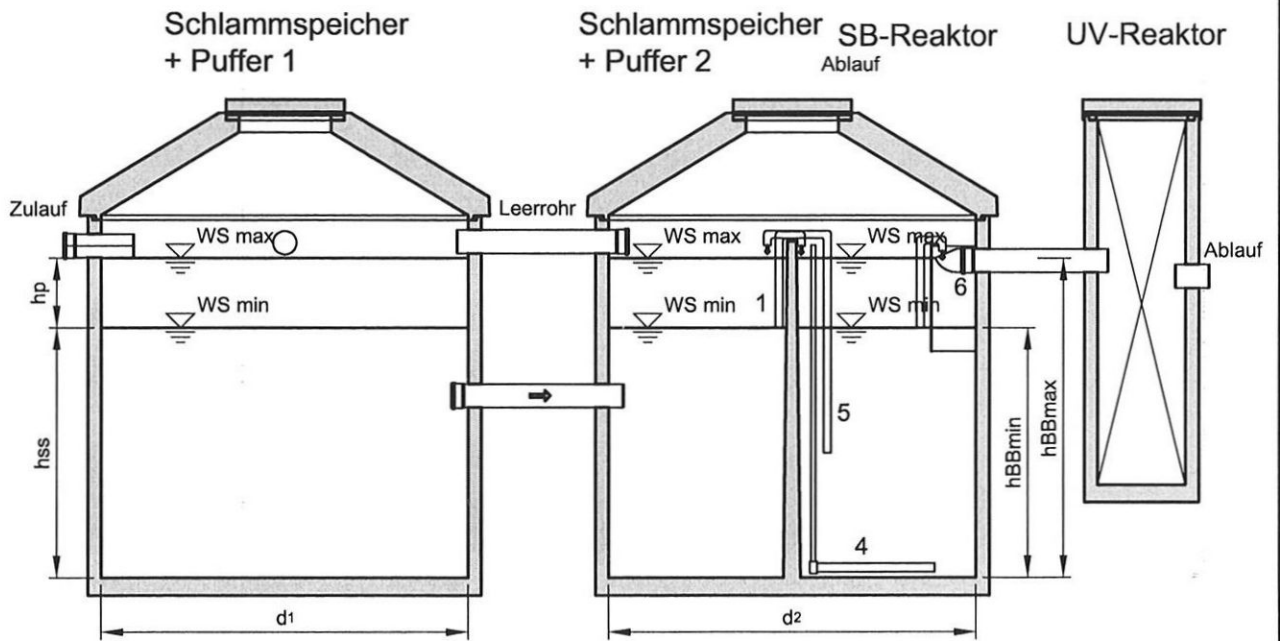 Schlammspeicher
+ Puffer 1
Schlammspeicher
+ Puffer 2
SB-Reaktor
Ablauf
UV-Reaktor
Zulauf
WS max
Leerrohr
WS max
WS max
Ablauf
hp
WS min
WS min
1
WS min
6
hss
5
hBBmin
hBBmax
4
d1
d2